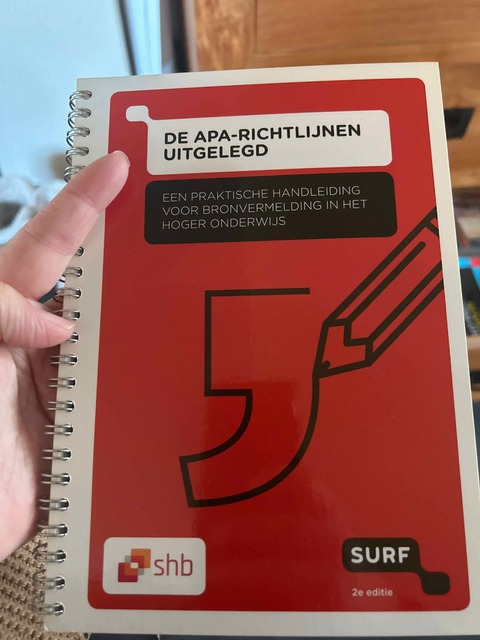 DE APA-RICHTLIJNEN
UITGELEGD
EEN PRAKTISCHE HANDLEIDING
VOOR BRONVERMELDING IN HET
HOGER ONDERWIJS
shb
SURF
2e editie